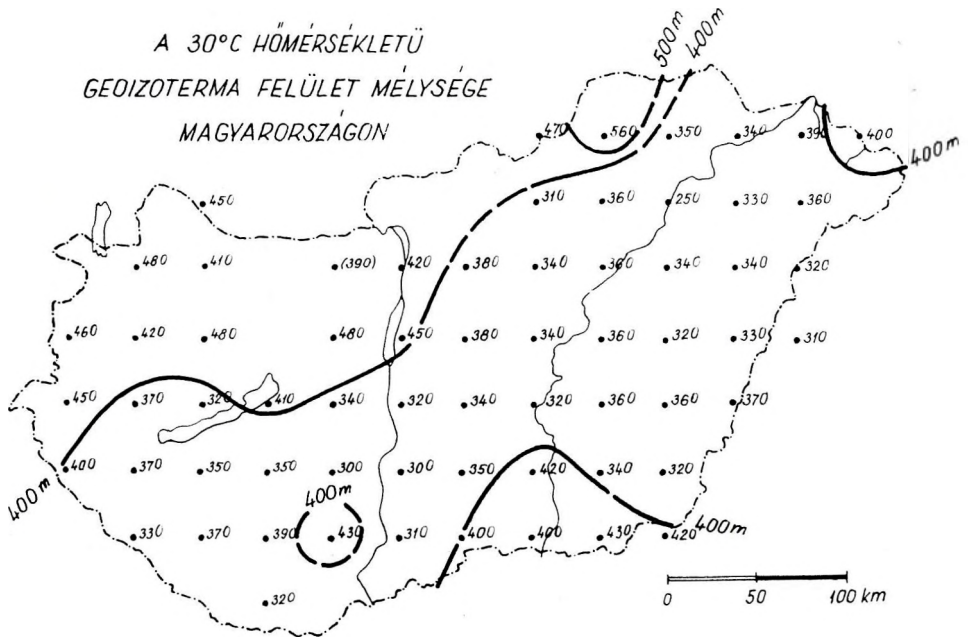 A 30°C HŐMÉRSÉKLETŰ
GEOIZOTERMA FELÜLET MÉLYSÉGE
MAGYARORSZÁGON
500m 400m
470 560 350 340 390 400
400m
450 310 360 250 330 360
480 410 (390) 420 380 340 360 340 340 320
460 420 480 480 450 380 340 360 320 330 310
450 370 320 410 340 320 340 320 360 360 370
400 370 350 350 300 300 350 420 340 320
400m 400m
330 370 390 430 310 400 400 430 420 400m
320
0 50 100 km